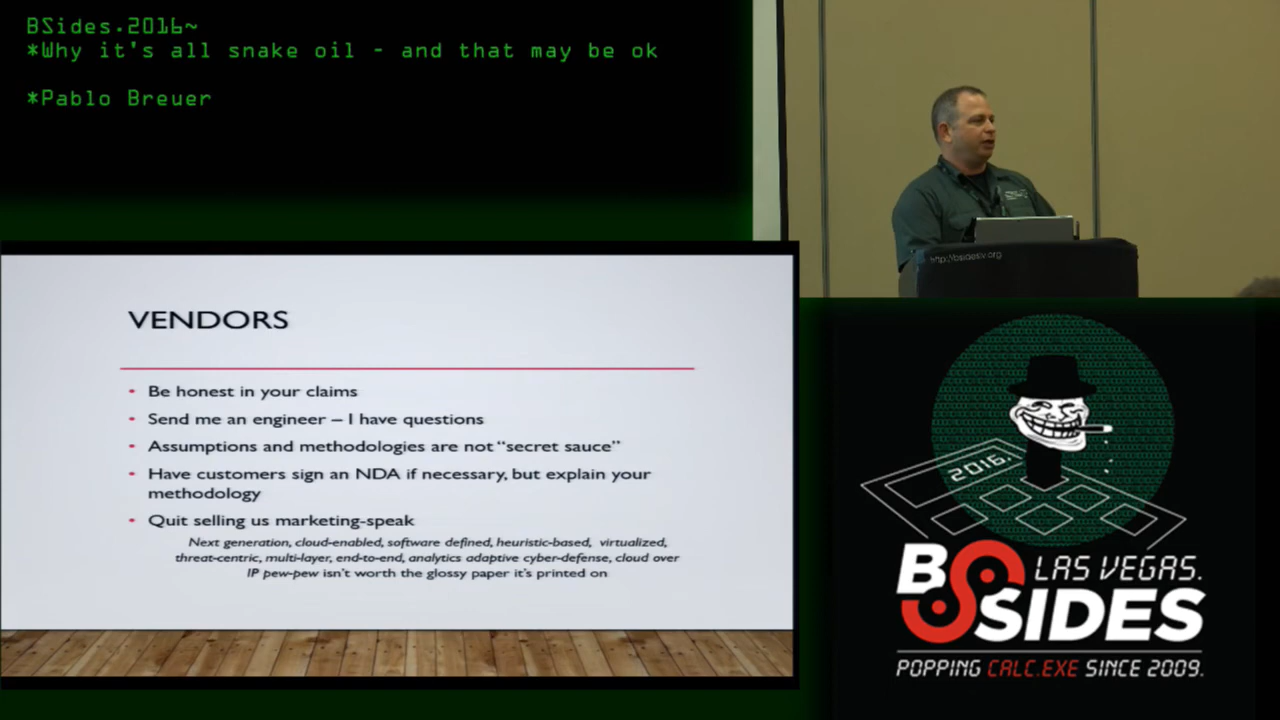 BSides.2016~
*Why it's all snake oil - and that may be ok
*Pablo Breuer
http://bsideslv.org
VENDORS
• Be honest in your claims
• Send me an engineer – I have questions
• Assumptions and methodologies are not "secret sauce"
• Have customers sign an NDA if necessary, but explain your
methodology
• Quit selling us marketing-speak
Next generation, cloud-enabled, software defined, heuristic-based, virtualized,
threat-centric, multi-layer, end-to-end, analytics adaptive cyber-defense, cloud over
IP pew-pew isn't worth the glossy paper it's printed on
2016.
BSIDES
LAS VEGAS.
POPPING CALC.EXE SINCE 2009.